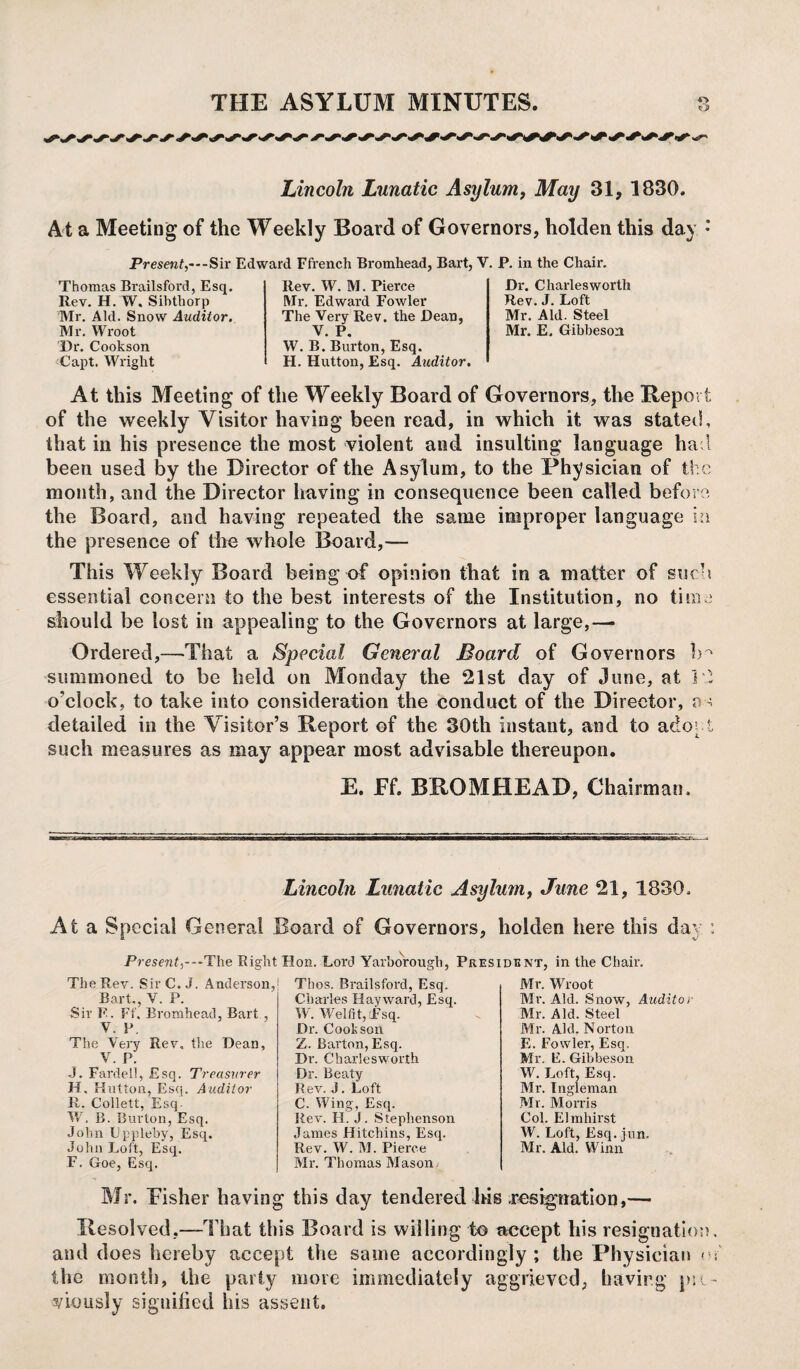 THE ASYLUM MINUTES. 3
Lincoln Lunatic Asylum, May 31, 1830.
At a Meeting of the Weekly Board of Governors, holden this day :
Present,---Sir Edward Ffrench Bromhead, Bart, V. P. in the Chair.
Thomas Brailsford, Esq.
Rev. H. W. Sibthorp
Mr. Ald. Snow Auditor.
Mr. Wroot
Dr. Cookson
Capt. Wright
Rev. W. M. Pierce
Mr. Edward Fowler
The Very Rev. the Dean,
V. P.
W. B. Burton, Esq.
H. Hutton, Esq. Auditor.
Dr. Charlesworth
Rev. J. Loft
Mr. Ald. Steel
Mr. E. Gibbeson
At this Meeting of the Weekly Board of Governors, the Report
of the weekly Visitor having been read, in which it was stated,
that in his presence the most violent and insulting language had
been used by the Director of the Asylum, to the Physician of the
month, and the Director having in consequence been called before
the Board, and having repeated the same improper language in
the presence of the whole Board,—
This Weekly Board being of opinion that in a matter of such
essential concern to the best interests of the Institution, no time
should be lost in appealing to the Governors at large,—
Ordered,—That a Special General Board of Governors be
summoned to be held on Monday the 21st day of June, at 12
o'clock, to take into consideration the conduct of the Director, as
detailed in the Visitor's Report of the 30th instant, and to adopt
such measures as may appear most advisable thereupon.
E. Ff. BROMHEAD, Chairman.
Lincoln Lunatic Asylum, June 21, 1830.
At a Special General Board of Governors, holden here this day :
Present,---The Right Hon. Lord Yarborough, PRESIDENT, in the Chair.
The Rev. Sir C. J. Anderson,
Bart., V. P.
Sir E. Ff. Bromhead, Bart ,
V. P.
The Very Rev. the Dean,
V. P.
J. Fardell, Esq. Treasurer
H. Hutton, Esq. Auditor
R. Collett, Esq.
W. B. Burton, Esq.
John Uppleby, Esq.
John Loft, Esq.
F. Goe, Esq.
Thos. Brailsford, Esq.
Charles Hayward, Esq.
W. Welfit, Esq.
Dr. Cookson
Z. Barton, Esq.
Dr. Charlesworth
Dr. Beaty
Rev. J. Loft
C. Wing, Esq.
Rev. H. J. Stephenson
James Hitchins, Esq.
Rev. W. M. Pierce
Mr. Thomas Mason
Mr. Wroot
Mr. Ald. Snow, Auditor
Mr. Ald. Steel
Mr. Ald. Norton
E. Fowler, Esq.
Mr. E. Gibbeson
W. Loft, Esq.
Mr. Ingleman
Mr. Morris
Col. Elmhirst
W. Loft, Esq. jun.
Mr. Ald. Winn
Mr. Fisher having this day tendered his resignation,—
Resolved,—That this Board is willing to accept his resignation,
and does hereby accept the same accordingly ; the Physician of
the month, the party more immediately aggrieved, having pre-
viously signified his assent.